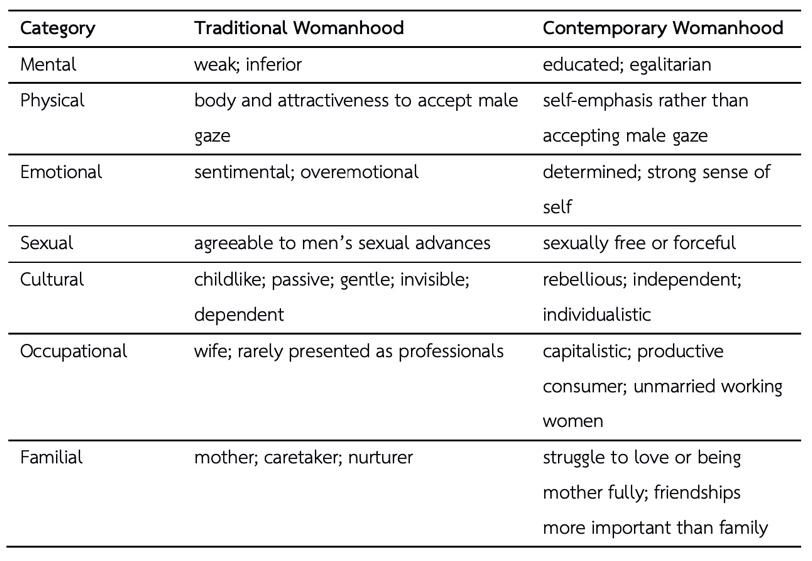 Category Traditional Womanhood Contemporary Womanhood
Mental weak; inferior educated; egalitarian
Physical body and attractiveness to accept male self-emphasis rather than
gaze accepting male gaze
Emotional sentimental; overemotional determined; strong sense of
self
Sexual agreeable to men's sexual advances sexually free or forceful
Cultural childlike; passive; gentle; invisible; rebellious; independent;
dependent individualistic
Occupational wife; rarely presented as professionals capitalistic; productive
consumer; unmarried working
women
Familial mother; caretaker; nurturer struggle to love or being
mother fully; friendships
more important than family